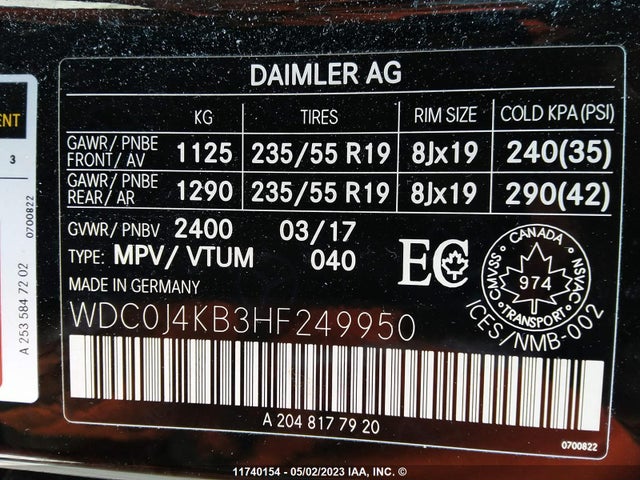 DAIMLER AG
KG TIRES RIM SIZE COLD KPA (PSI)
GAWR/ PNBE FRONT/ AV 1125 235/55 R19 8Jx19 240(35)
GAWR/ PNBE REAR/ AR 1290 235/55 R19 8Jx19 290(42)
GVWR/ PNBV 2400 03/17
TYPE: MPV/ VTUM 040
EC
CANADA
CMVSS
974
NSVAC
TRANSPORT
ICES/NMB-002
MADE IN GERMANY
WDC0J4KB3HF249950
A 204 817 79 20
0700822
ENT
3
0700822
A 253 584 72 02
11740154 - 05/02/2023 IAA, INC. ©